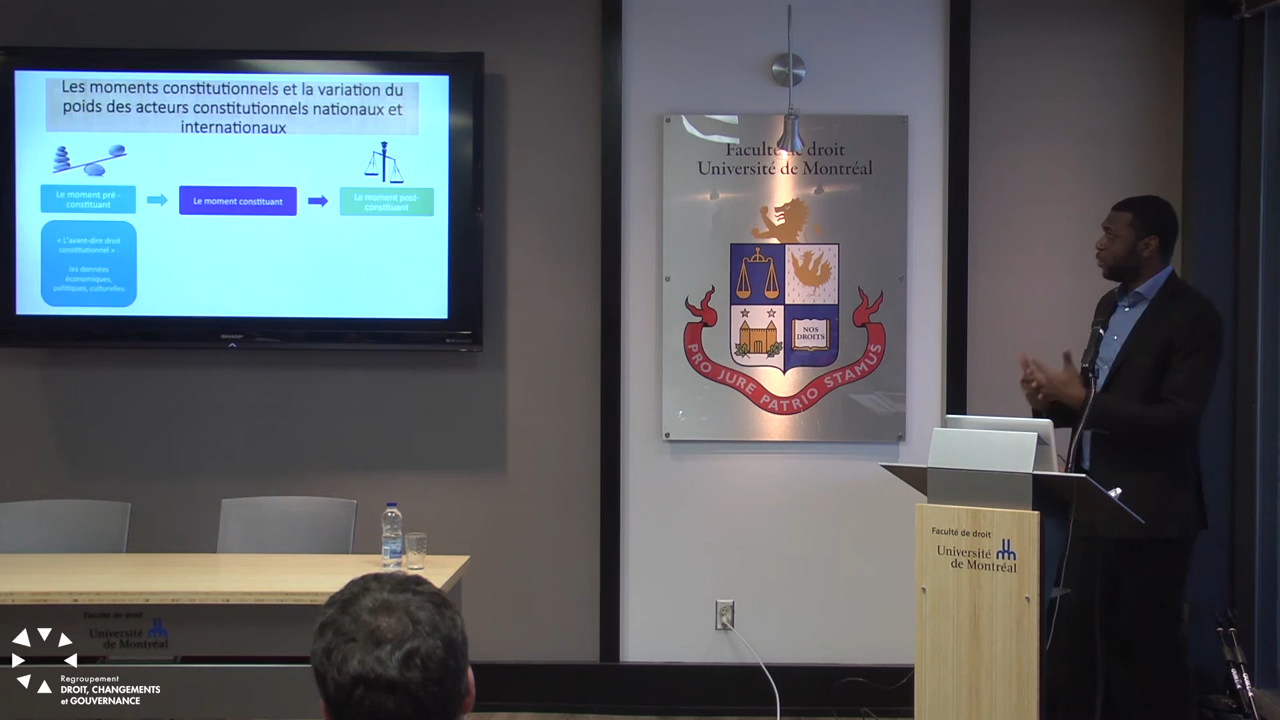 Les moments constitutionnels et la variation du
poids des acteurs constitutionnels nationaux et
internationaux
Le moment pré -
constituant
Le moment constituant
Le moment post-
constituant
« L'avant-dire droit
constitutionnel » :
les données
économiques,
politiques, culturelles
SHARP
Faculté de droit
Université de Montréal
NOS
DROITS
PRO JURE PATRIO STAMUS
Faculté de droit
Université
de Montréal
Faculté de Droit
Université
de Montréal
Regroupement
DROIT, CHANGEMENTS
et GOUVERNANCE